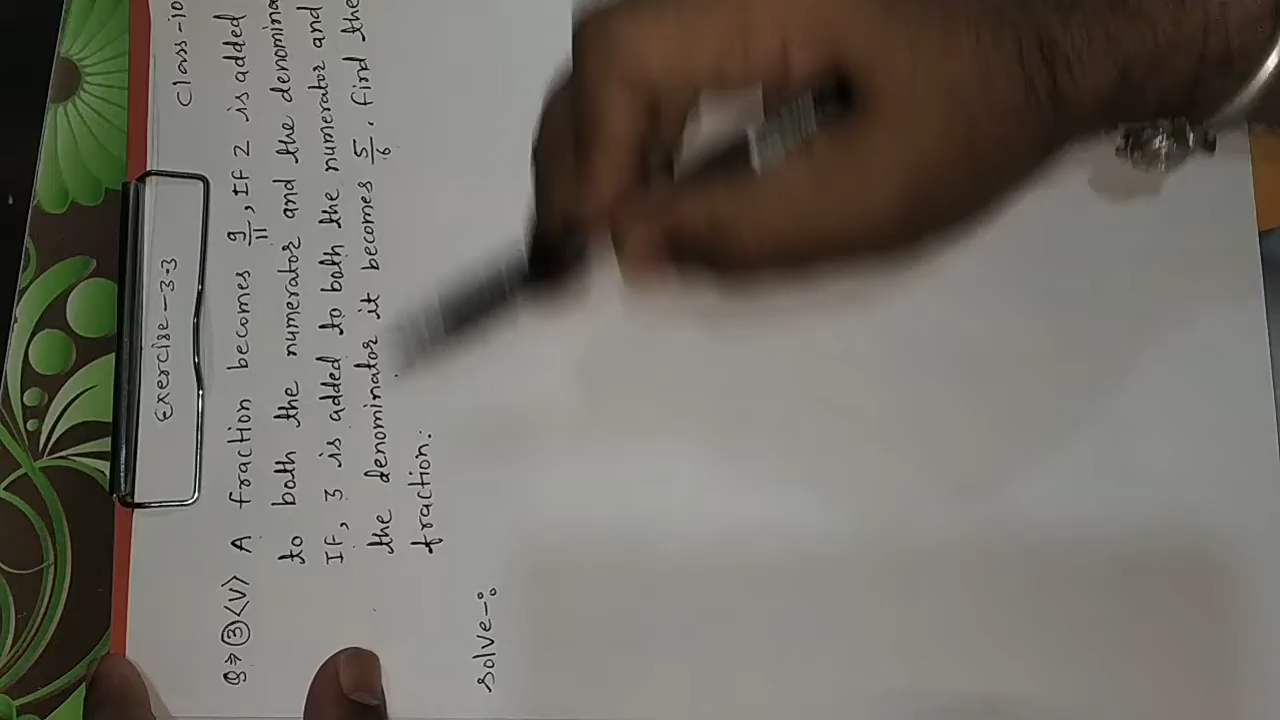 Exercise-3.3
Class-10
Q→ ③<V> A fraction becomes 9/11, If 2 is added
to both the numerator and the
IF, 3 is added to both the numerator and
the denominator it becomes 5/6. Find the
fraction.
solve-: